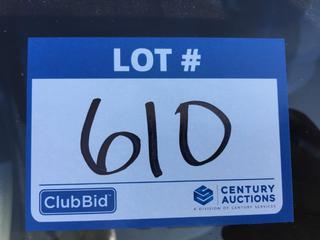 LOT #
610
ClubBid
CENTURY
AUCTIONS
A DIVISION OF CENTURY SERVICES